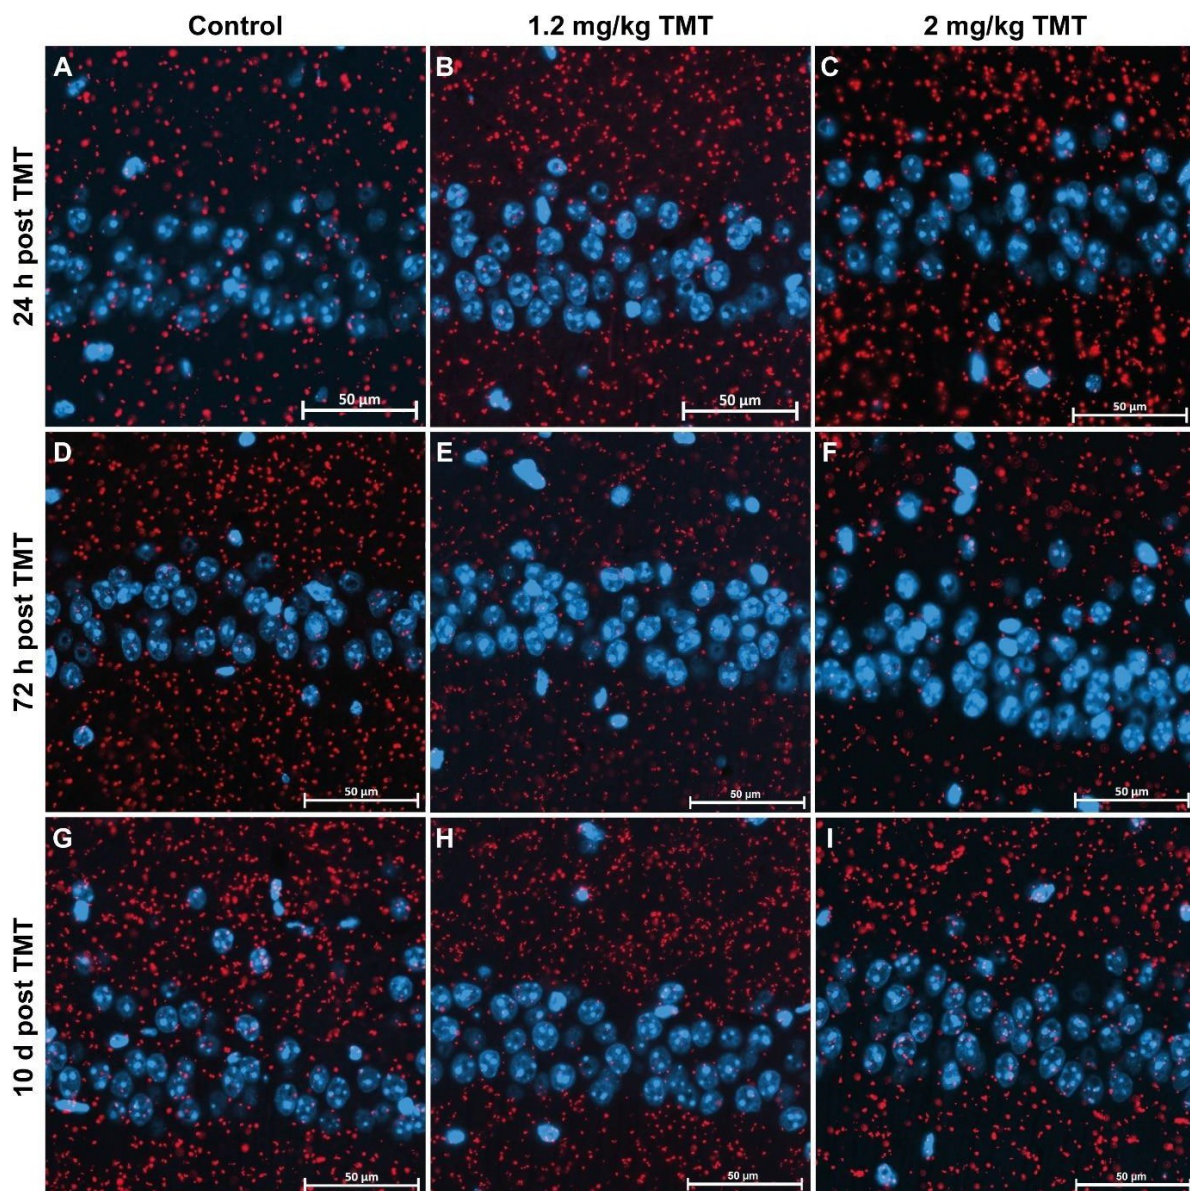 Control 1.2 mg/kg TMT 2 mg/kg TMT
24 h post TMT
A B C
50 µm 50 µm 50 µm
72 h post TMT
D E F
50 µm 50 µm 50 µm
10 d post TMT
G H I
50 µm 50 µm 50 µm